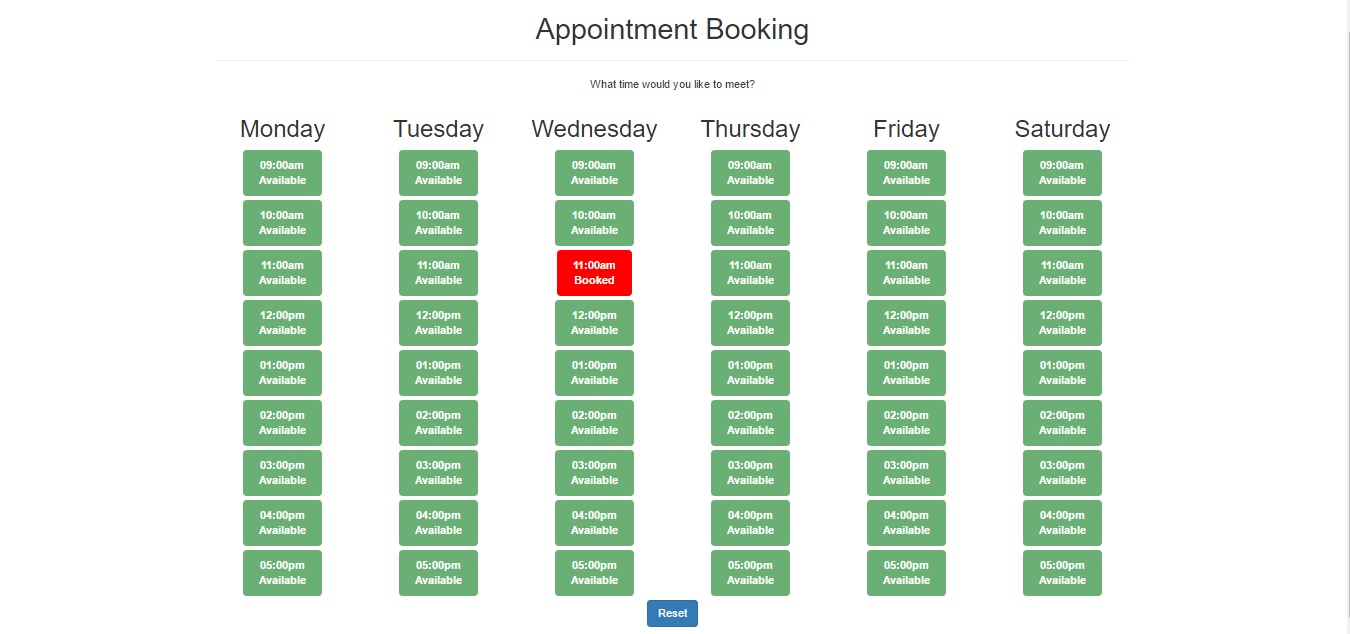 Appointment Booking
What time would you like to meet?
Monday Tuesday Wednesday Thursday Friday Saturday
09:00am 09:00am 09:00am 09:00am 09:00am 09:00am
Available Available Available Available Available Available
10:00am 10:00am 10:00am 10:00am 10:00am 10:00am
Available Available Available Available Available Available
11:00am 11:00am 11:00am 11:00am 11:00am 11:00am
Available Available Booked Available Available Available
12:00pm 12:00pm 12:00pm 12:00pm 12:00pm 12:00pm
Available Available Available Available Available Available
01:00pm 01:00pm 01:00pm 01:00pm 01:00pm 01:00pm
Available Available Available Available Available Available
02:00pm 02:00pm 02:00pm 02:00pm 02:00pm 02:00pm
Available Available Available Available Available Available
03:00pm 03:00pm 03:00pm 03:00pm 03:00pm 03:00pm
Available Available Available Available Available Available
04:00pm 04:00pm 04:00pm 04:00pm 04:00pm 04:00pm
Available Available Available Available Available Available
05:00pm 05:00pm 05:00pm 05:00pm 05:00pm 05:00pm
Available Available Available Available Available Available
Reset